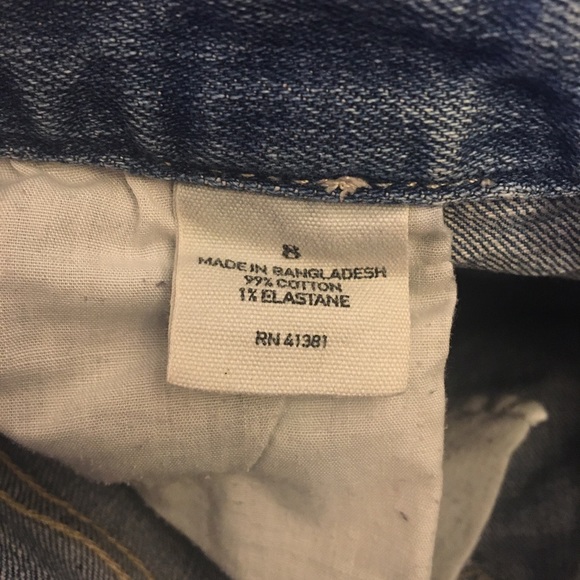 8
MADE IN BANGLADESH
99% COTTON
1% ELASTANE
RN 41381